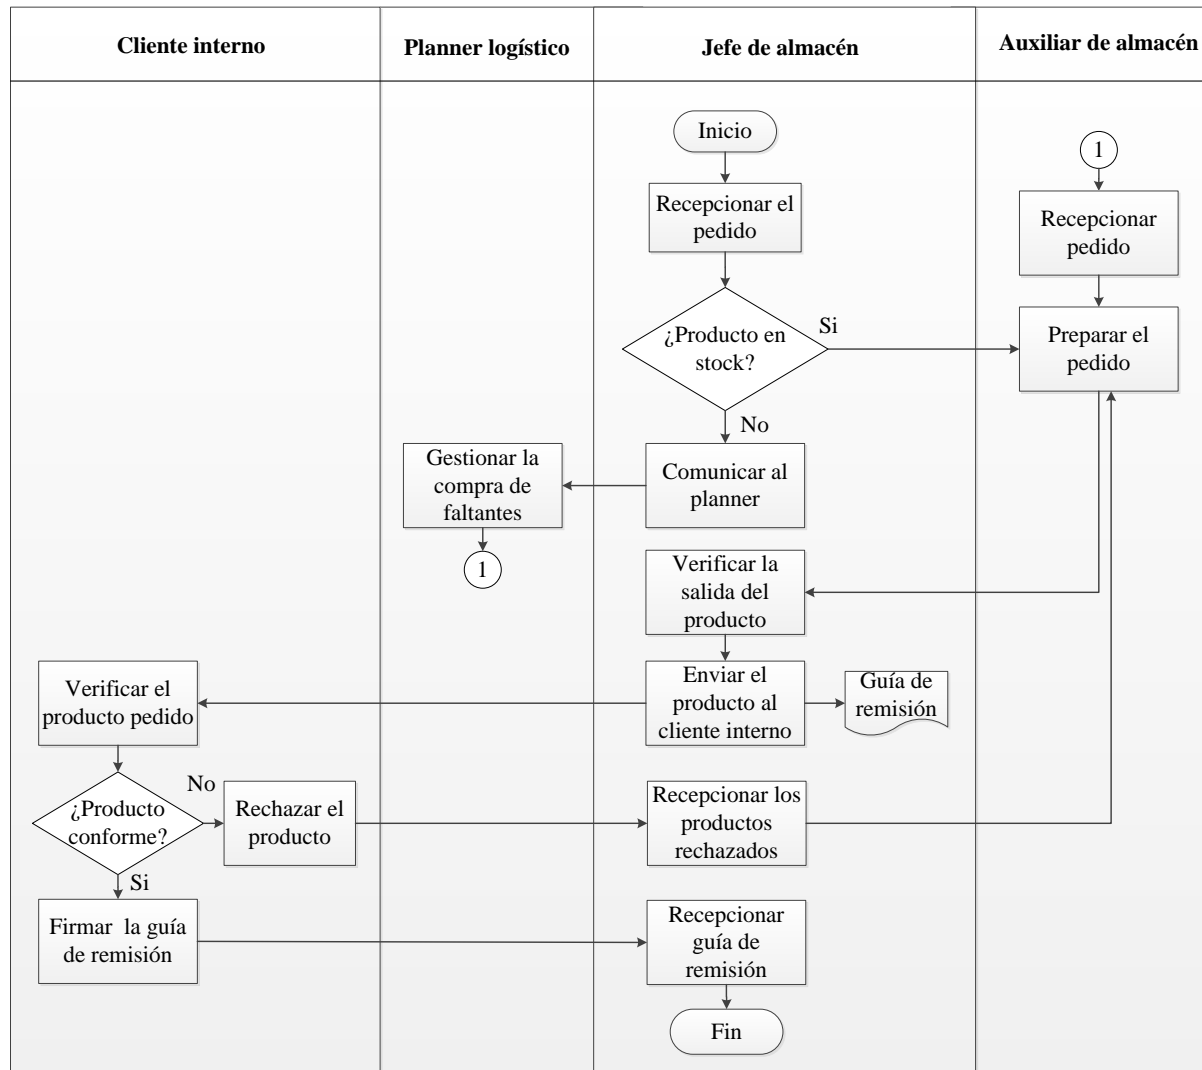 Cliente interno
Planner logístico
Jefe de almacén
Auxiliar de almacén
Inicio
1
Recepcionar el
pedido
Recepcionar
pedido
¿Producto en
stock?
Si
Preparar el
pedido
No
Gestionar la
compra de
faltantes
Comunicar al
planner
1
Verificar la
salida del
producto
Verificar el
producto pedido
Enviar el
producto al
cliente interno
Guía de
remisión
¿Producto
conforme?
No
Rechazar el
producto
Recepcionar los
productos
rechazados
Si
Firmar la guía
de remisión
Recepcionar
guía de
remisión
Fin